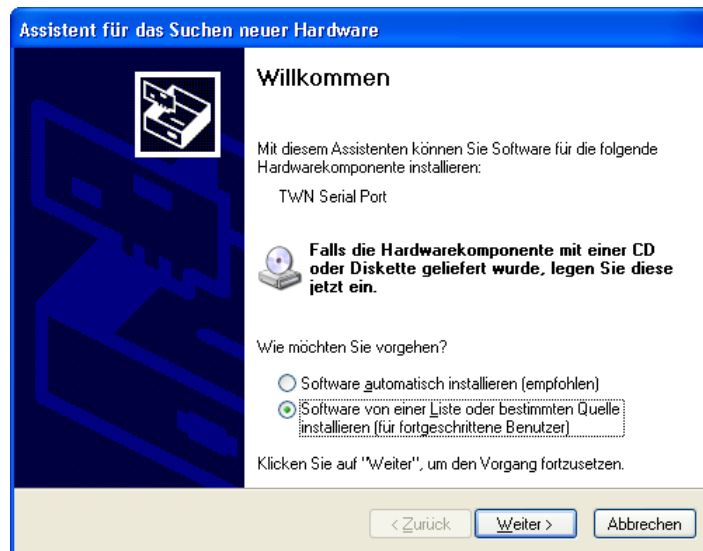 Assistent für das Suchen neuer Hardware
Willkommen
Mit diesem Assistenten können Sie Software für die folgende
Hardwarekomponente installieren:
TWN Serial Port
Falls die Hardwarekomponente mit einer CD
oder Diskette geliefert wurde, legen Sie diese
jetzt ein.
Wie möchten Sie vorgehen?
Software automatisch installieren (empfohlen)
Software von einer Liste oder bestimmten Quelle
installieren (für fortgeschrittene Benutzer)
Klicken Sie auf "Weiter", um den Vorgang fortzusetzen.
< Zurück Weiter > Abbrechen